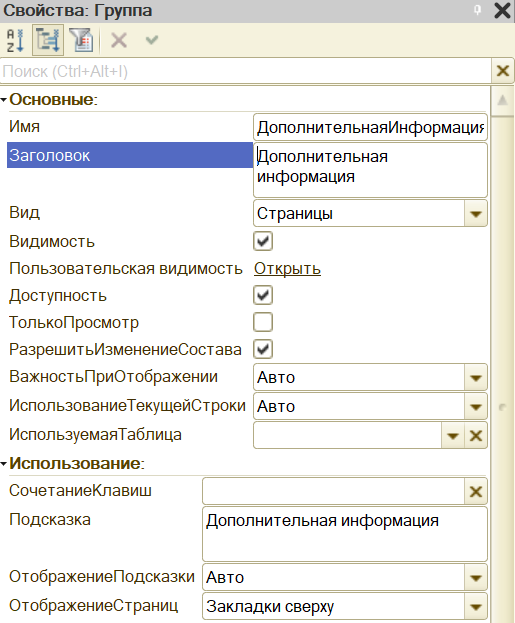 Свойства: Группа
Поиск (Ctrl+Alt+I)
Основные:
Имя
ДополнительнаяИнформация
Заголовок
Дополнительная
информация
Вид
Страницы
Видимость
Пользовательская видимость
Открыть
Доступность
ТолькоПросмотр
РазрешитьИзменениеСостава
ВажностьПриОтображении
Авто
ИспользованиеТекущейСтроки
Авто
ИспользуемаяТаблица
Использование:
СочетаниеКлавиш
Подсказка
Дополнительная информация
ОтображениеПодсказки
Авто
ОтображениеСтраниц
Закладки сверху